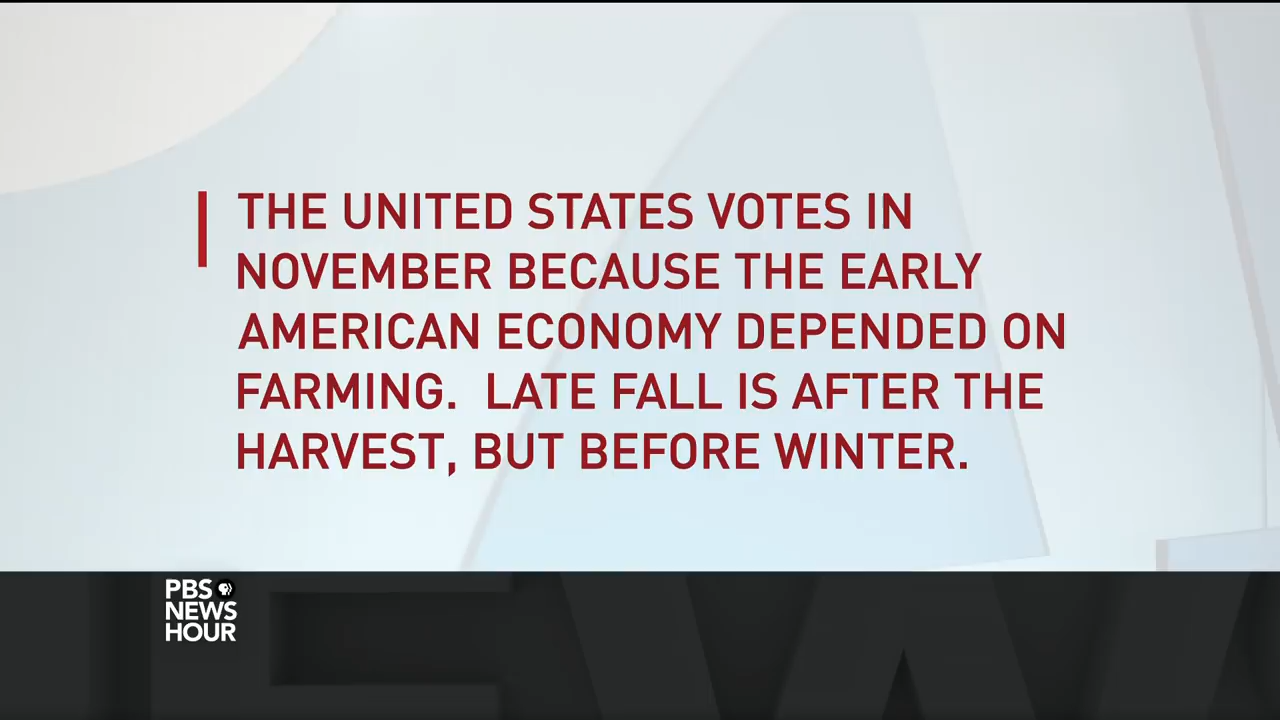 THE UNITED STATES VOTES IN
NOVEMBER BECAUSE THE EARLY
AMERICAN ECONOMY DEPENDED ON
FARMING.  LATE FALL IS AFTER THE
HARVEST, BUT BEFORE WINTER.
PBS
NEWS
HOUR